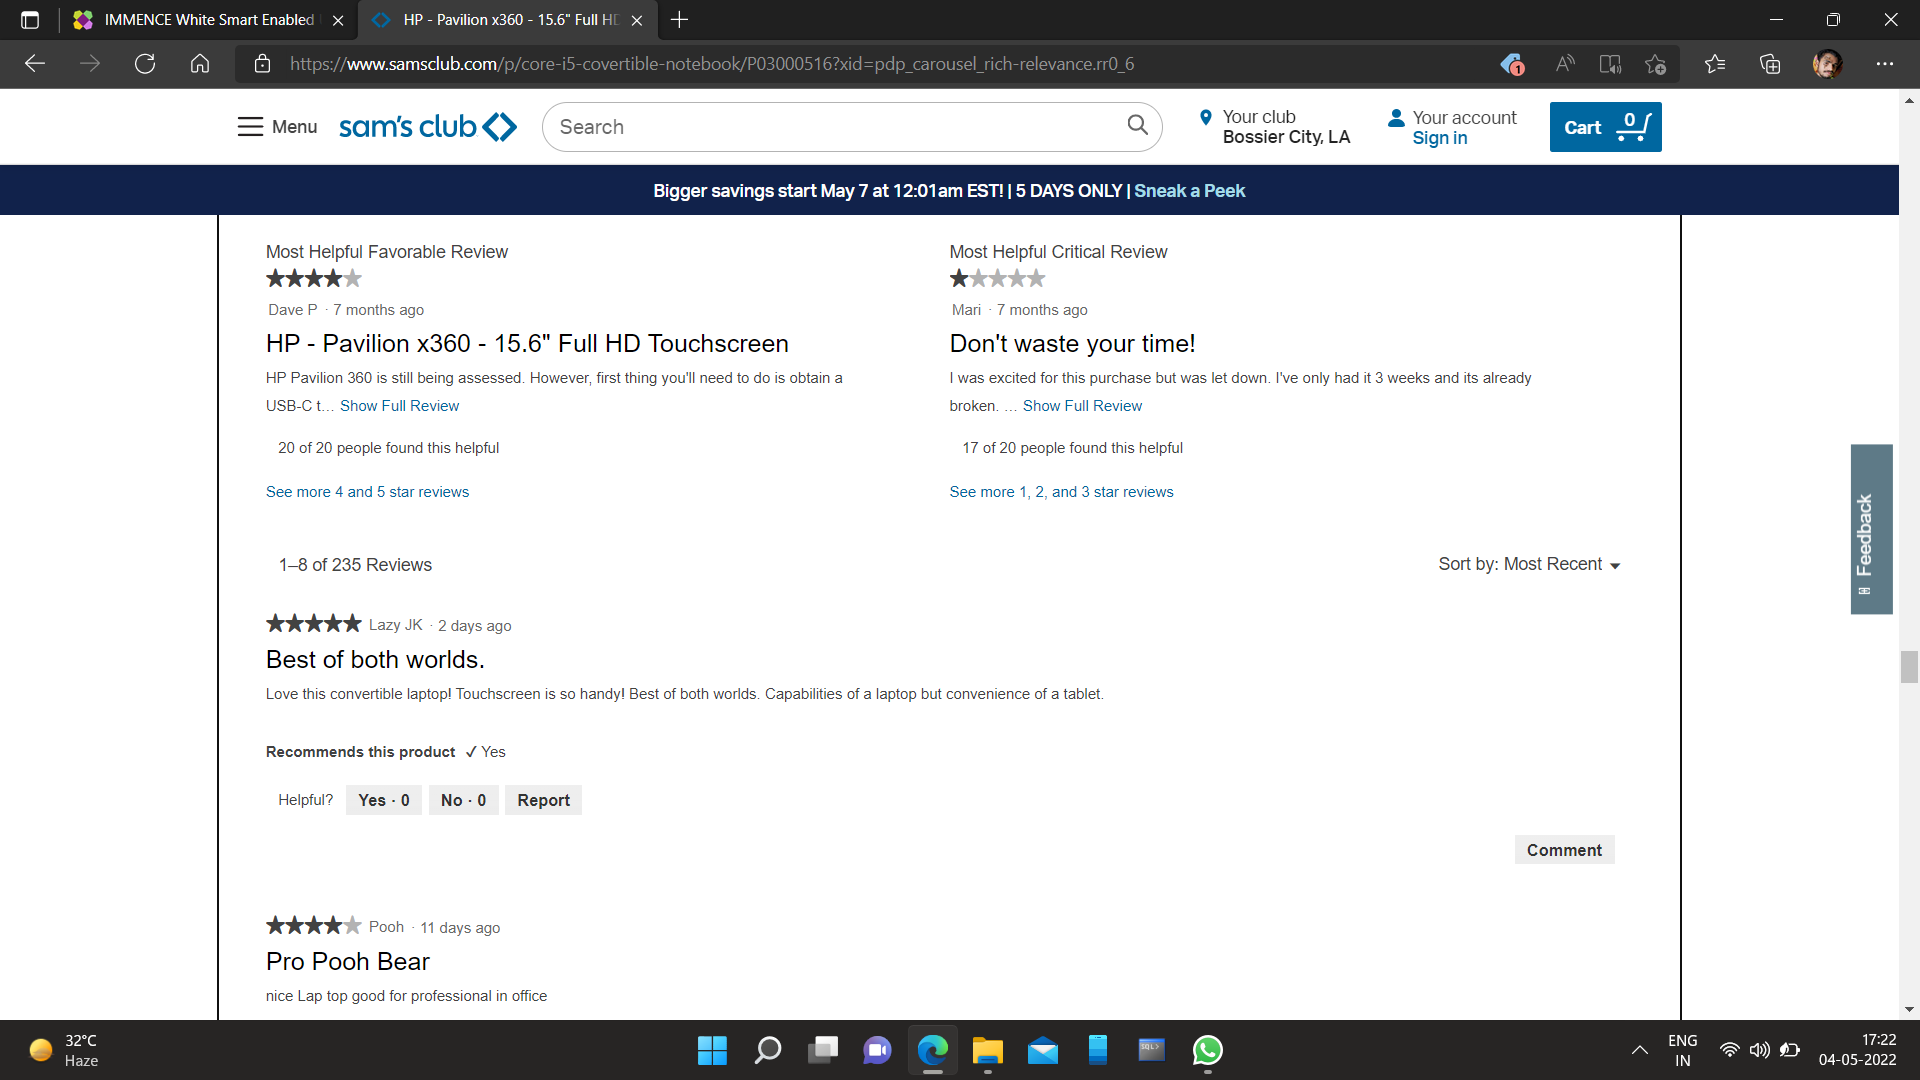 IMMENCE White Smart Enabled
HP - Pavilion x360 - 15.6" Full HD
https://www.samsclub.com/p/core-i5-covertible-notebook/P03000516?xid=pdp_carousel_rich-relevance.rr0_6
1
Menu
sam's club
Search
Your club
Bossier City, LA
Your account
Sign in
Cart
0
Bigger savings start May 7 at 12:01am EST! | 5 DAYS ONLY | Sneak a Peek
Most Helpful Favorable Review
Dave P · 7 months ago
HP - Pavilion x360 - 15.6" Full HD Touchscreen
HP Pavilion 360 is still being assessed. However, first thing you'll need to do is obtain a
USB-C t... Show Full Review
20 of 20 people found this helpful
See more 4 and 5 star reviews
Most Helpful Critical Review
Mari · 7 months ago
Don't waste your time!
I was excited for this purchase but was let down. I've only had it 3 weeks and its already
broken. ... Show Full Review
17 of 20 people found this helpful
See more 1, 2, and 3 star reviews
Feedback
1–8 of 235 Reviews
Sort by: Most Recent
Lazy JK · 2 days ago
Best of both worlds.
Love this convertible laptop! Touchscreen is so handy! Best of both worlds. Capabilities of a laptop but convenience of a tablet.
Recommends this product ✓ Yes
Helpful? Yes · 0 No · 0 Report
Comment
Pooh · 11 days ago
Pro Pooh Bear
nice Lap top good for professional in office
32°C
Haze
SQL>
ENG
IN
17:22
04-05-2022